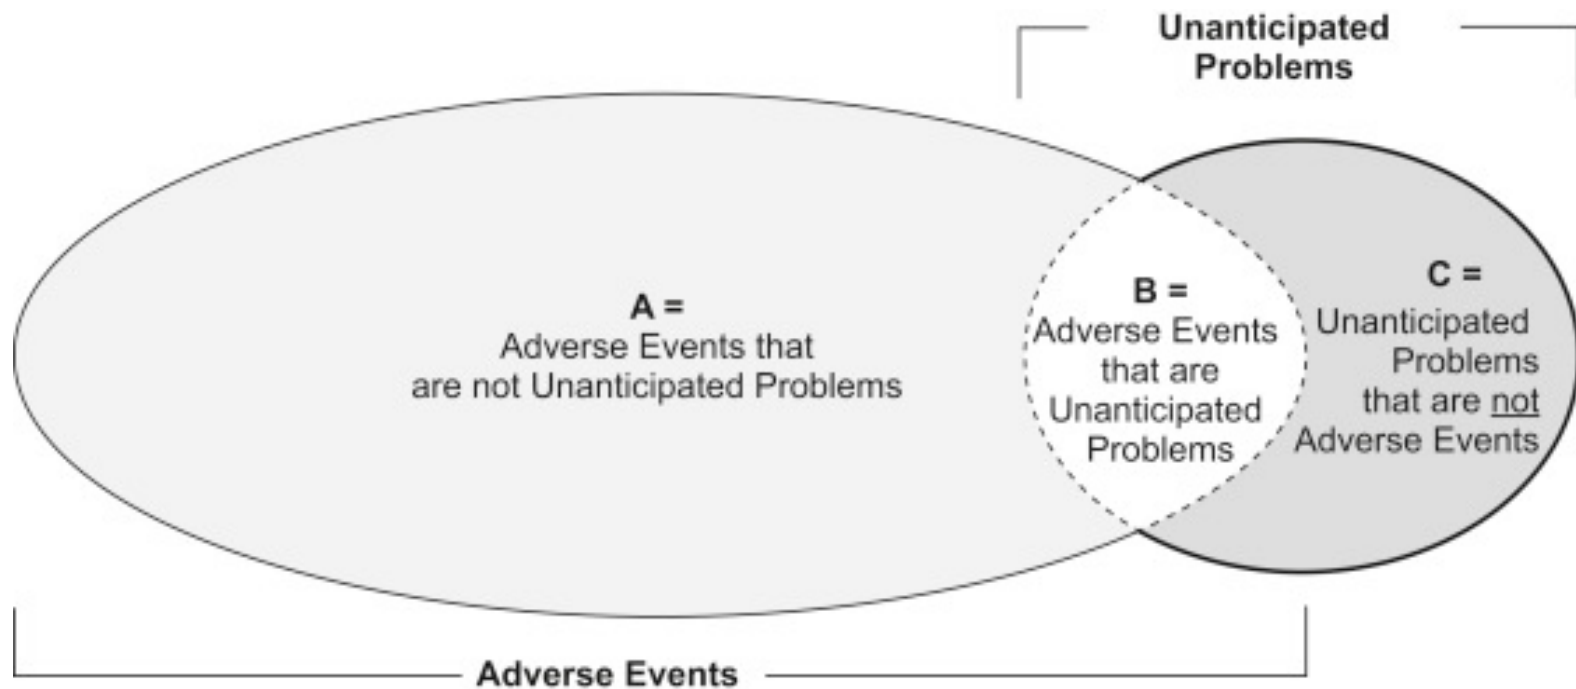 Unanticipated
Problems
A =
Adverse Events that
are not Unanticipated Problems
B =
Adverse Events
that are
Unanticipated
Problems
C =
Unanticipated
Problems
that are not
Adverse Events
Adverse Events